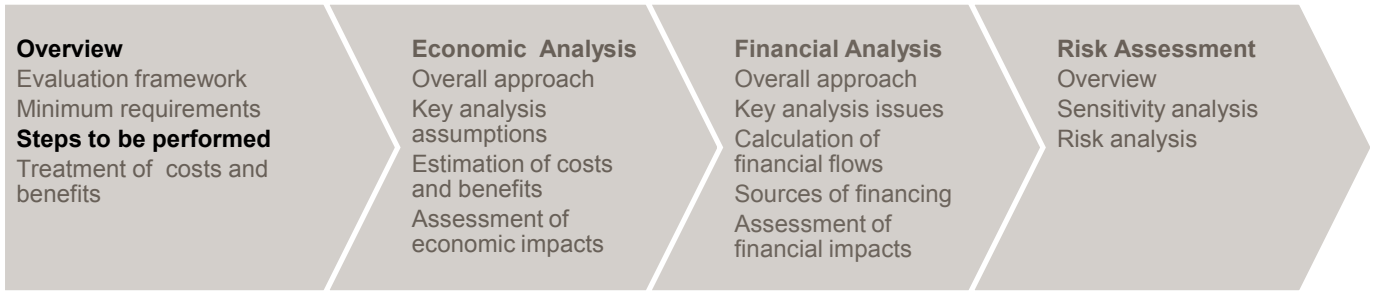 Overview
Evaluation framework
Minimum requirements
Steps to be performed
Treatment of costs and
benefits
Economic Analysis
Overall approach
Key analysis
assumptions
Estimation of costs
and benefits
Assessment of
economic impacts
Financial Analysis
Overall approach
Key analysis issues
Calculation of
financial flows
Sources of financing
Assessment of
financial impacts
Risk Assessment
Overview
Sensitivity analysis
Risk analysis